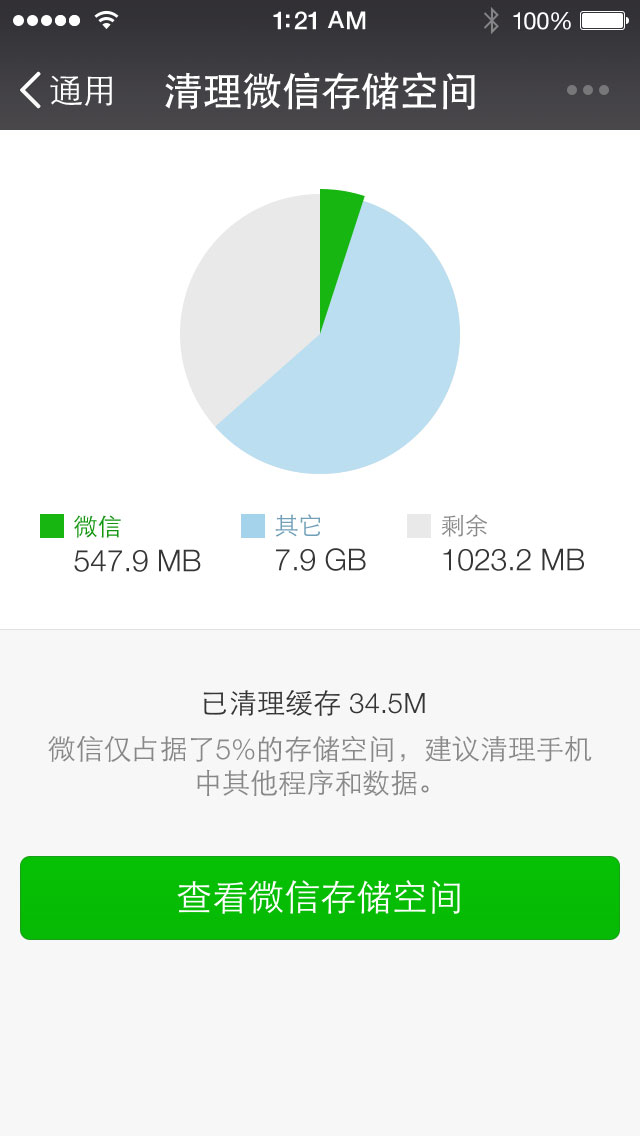 1:21 AM 100%
通用 清理微信存储空间
微信 其它 剩余
547.9 MB 7.9 GB 1023.2 MB
已清理缓存 34.5M
微信仅占据了5%的存储空间，建议清理手机
中其他程序和数据。
查看微信存储空间